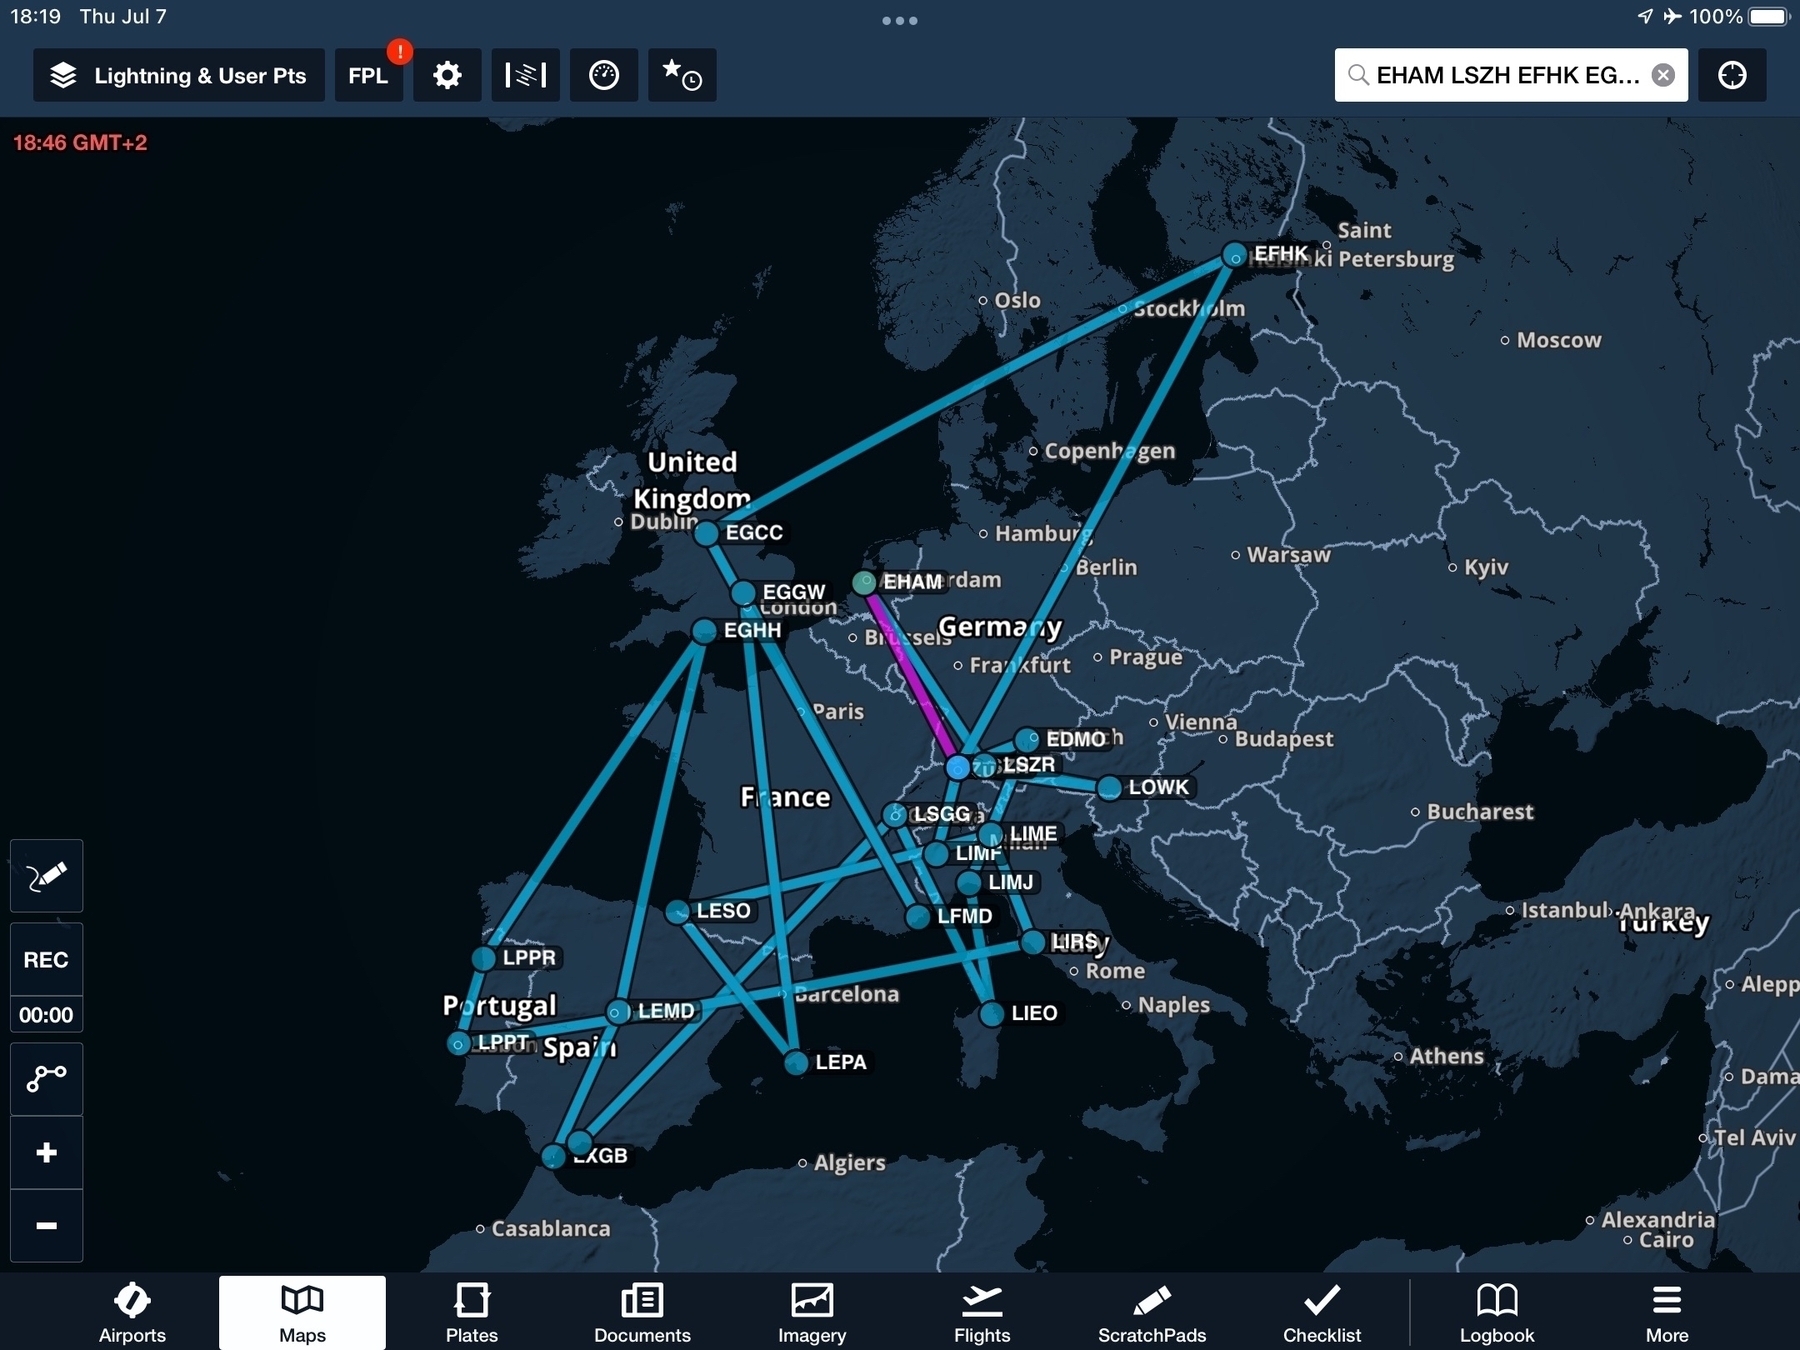 18:19 Thu Jul 7
100%
Lightning & User Pts
FPL
!
EHAM LSZH EFHK EG...
18:46 GMT+2
Saint
Petersburg
EFHK
Oslo
Stockholm
Moscow
Copenhagen
United
Kingdom
Dublin
EGCC
Hamburg
Berlin
Warsaw
Kyiv
EHAM
EGGW
London
EGHH
Brussels
Germany
Frankfurt
Prague
Paris
Vienna
Budapest
EDMO
LSZR
LOWK
France
LSGG
Bucharest
LIME
LIMF
LIMJ
LESO
LFMD
Istanbul
Ankara
Turkey
LIRS
LPPR
Rome
Alepp
Portugal
Barcelona
Naples
LEMD
LIEO
LPPT
Spain
Athens
LEPA
Dama
Tel Aviv
LXGB
Algiers
Casablanca
Alexandria
Cairo
REC
00:00
Airports
Maps
Plates
Documents
Imagery
Flights
ScratchPads
Checklist
Logbook
More